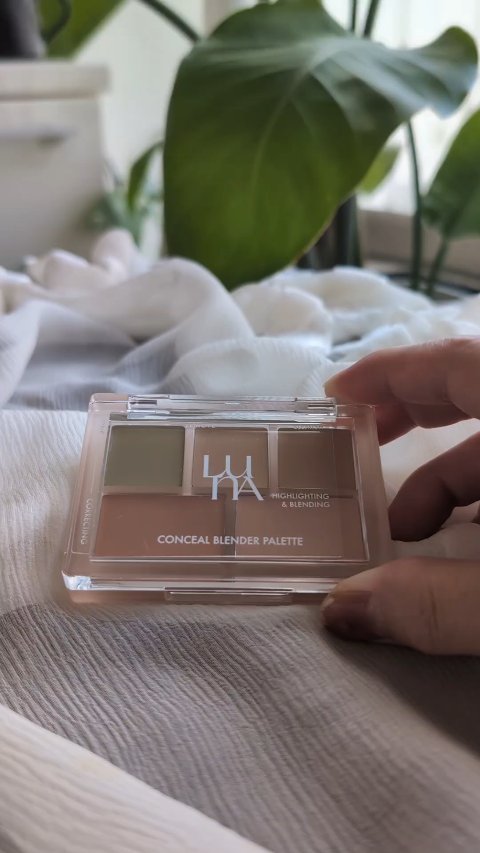 LUNA
HIGHLIGHTING
& BLENDING
CORRECTING
CONCEAL BLENDER PALETTE